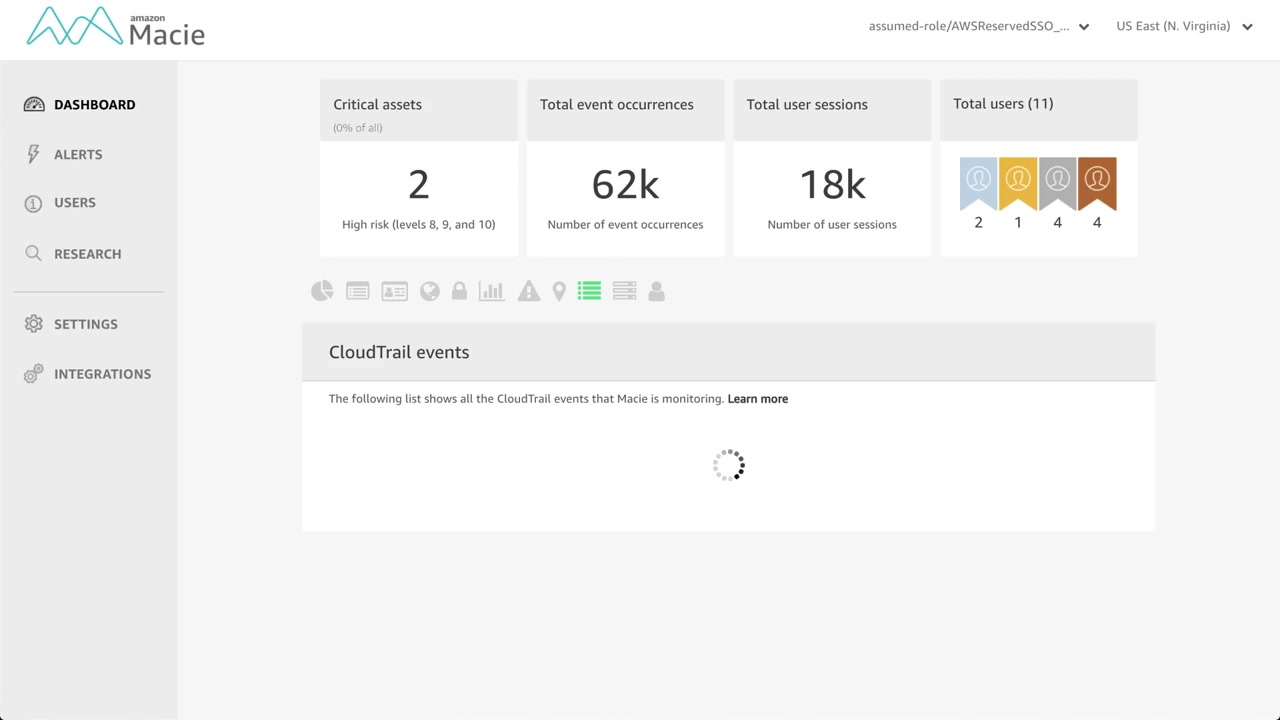 amazon
Macie
assumed-role/AWSReservedSSO_...
US East (N. Virginia)
DASHBOARD
ALERTS
USERS
RESEARCH
SETTINGS
INTEGRATIONS
Critical assets
(0% of all)
2
High risk (levels 8, 9, and 10)
Total event occurrences
62k
Number of event occurrences
Total user sessions
18k
Number of user sessions
Total users (11)
2 1 4 4
CloudTrail events
The following list shows all the CloudTrail events that Macie is monitoring. Learn more